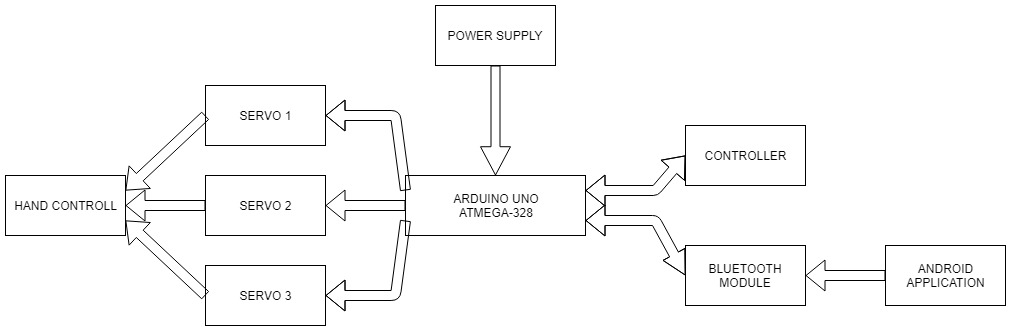 POWER SUPPLY
SERVO 1
CONTROLLER
HAND CONTROLL
SERVO 2
ARDUINO UNO
ATMEGA-328
SERVO 3
BLUETOOTH
MODULE
ANDROID
APPLICATION